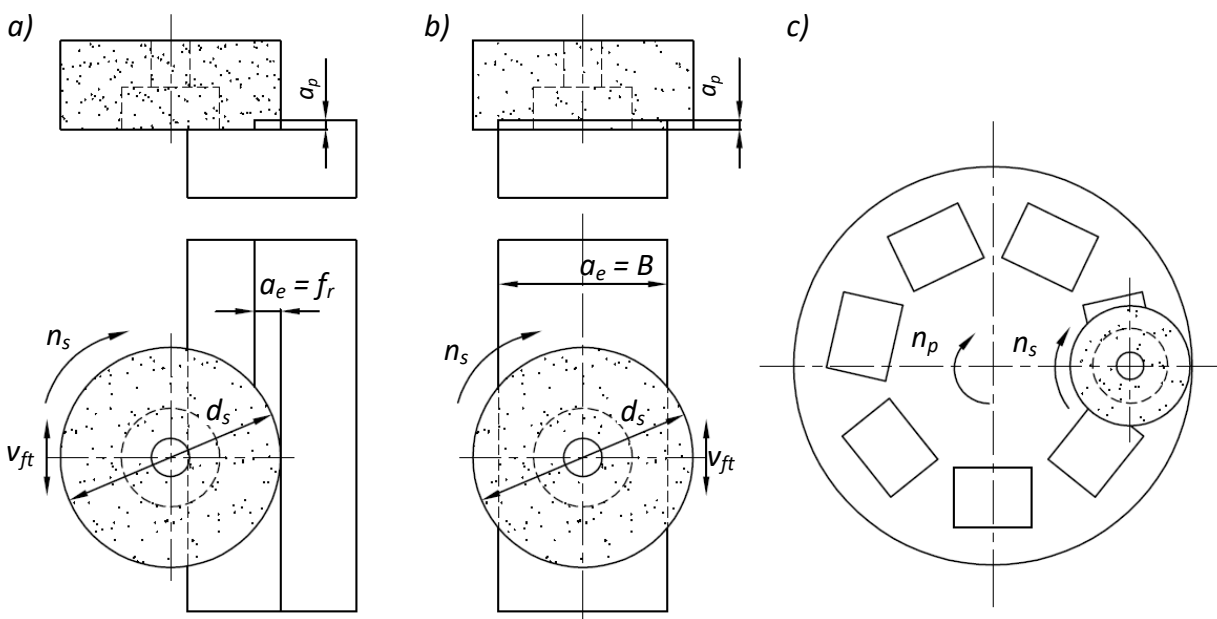 a)
a_p
a_e = f_r
n_s
d_s
v_ft
b)
a_p
a_e = B
n_s
d_s
v_ft
c)
n_p
n_s